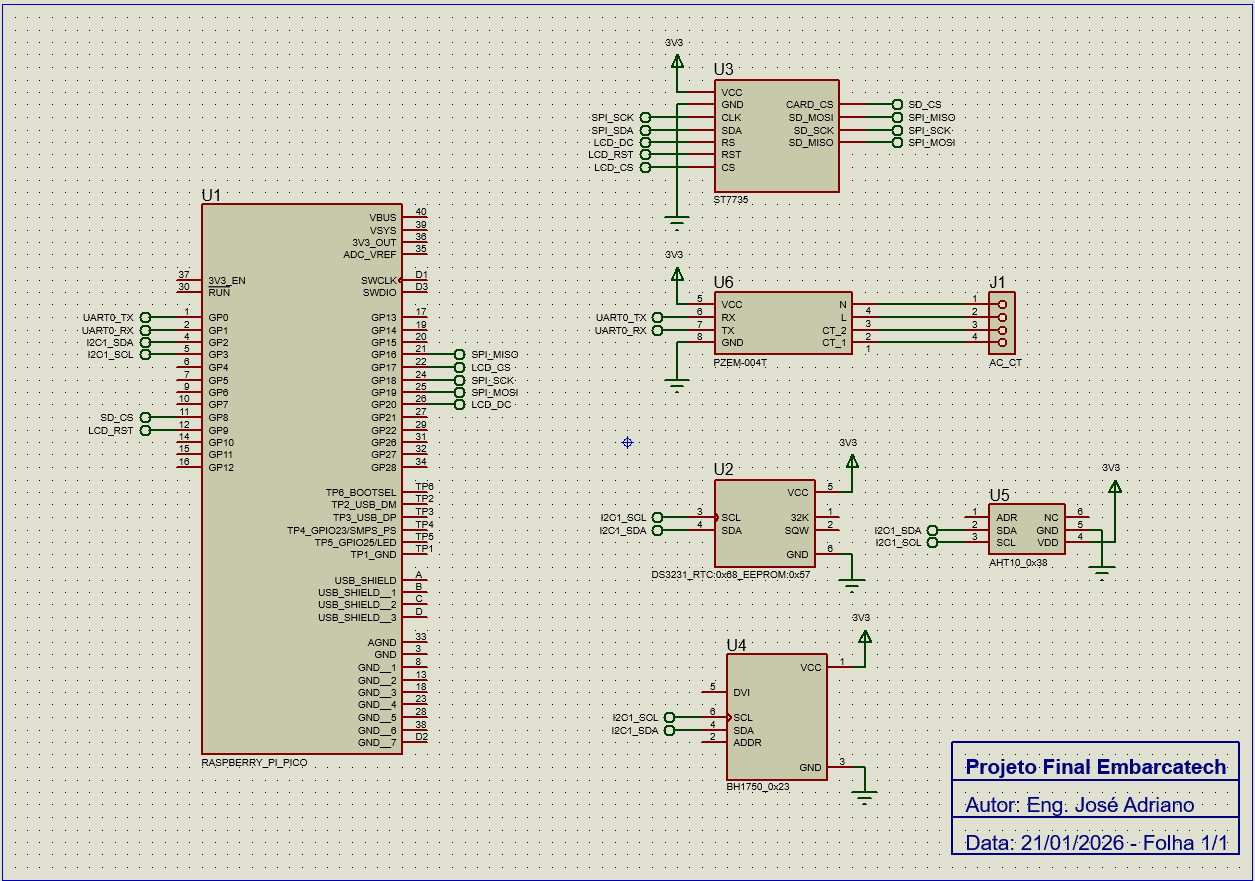 3V3
U3
VCC
GND
CLK
SDA
RS
RST
CS
CARD_CS
SD_MOSI
SD_SCK
SD_MISO
SPI_SCK
SPI_SDA
LCD_DC
LCD_RST
LCD_CS
SD_CS
SPI_MISO
SPI_SCK
SPI_MOSI
ST7735
U1
VBUS 40
VSYS 39
3V3_OUT 36
ADC_VREF 35
37 3V3_EN
30 RUN
SWCLK D1
SWDIO D3
UART0_TX 1 GP0
UART0_RX 2 GP1
I2C1_SDA 4 GP2
I2C1_SCL 5 GP3
6 GP4
7 GP5
9 GP6
10 GP7
SD_CS 11 GP8
LCD_RST 12 GP9
14 GP10
15 GP11
16 GP12
GP13 17
GP14 19
GP15 20
GP16 21 SPI_MISO
GP17 22 LCD_CS
GP18 24 SPI_SCK
GP19 25 SPI_MOSI
GP20 26 LCD_DC
GP21 27
GP22 29
GP26 31
GP27 32
GP28 34
TP6_BOOTSEL TP6
TP2_USB_DM TP2
TP3_USB_DP TP3
TP4_GPIO23/SMPS_PS TP4
TP5_GPIO25/LED TP5
TP1_GND TP1
USB_SHIELD A
USB_SHIELD__1 B
USB_SHIELD__2 C
USB_SHIELD__3 D
AGND 33
GND 3
GND__1 8
GND__2 13
GND__3 18
GND__4 23
GND__5 28
GND__6 38
GND__7 D2
RASPBERRY_PI_PICO
3V3
U6
5 VCC
UART0_TX 6 RX
UART0_RX 7 TX
8 GND
N 4
L 3
CT_2 2
CT_1 1
PZEM-004T
J1
1
2
3
4
AC_CT
3V3
U2
VCC 5
I2C1_SCL 3 SCL
I2C1_SDA 4 SDA
32K 1
SQW 2
GND 6
DS3231_RTC:0x68_EEPROM:0x57
3V3
U5
1 ADR
I2C1_SDA 2 SDA
I2C1_SCL 3 SCL
NC 6
GND 5
VDD 4
AHT10_0x38
3V3
U4
VCC 1
5 DVI
I2C1_SCL 6 SCL
I2C1_SDA 4 SDA
2 ADDR
GND 3
BH1750_0x23
Projeto Final Embarcatech
Autor: Eng. José Adriano
Data: 21/01/2026 - Folha 1/1